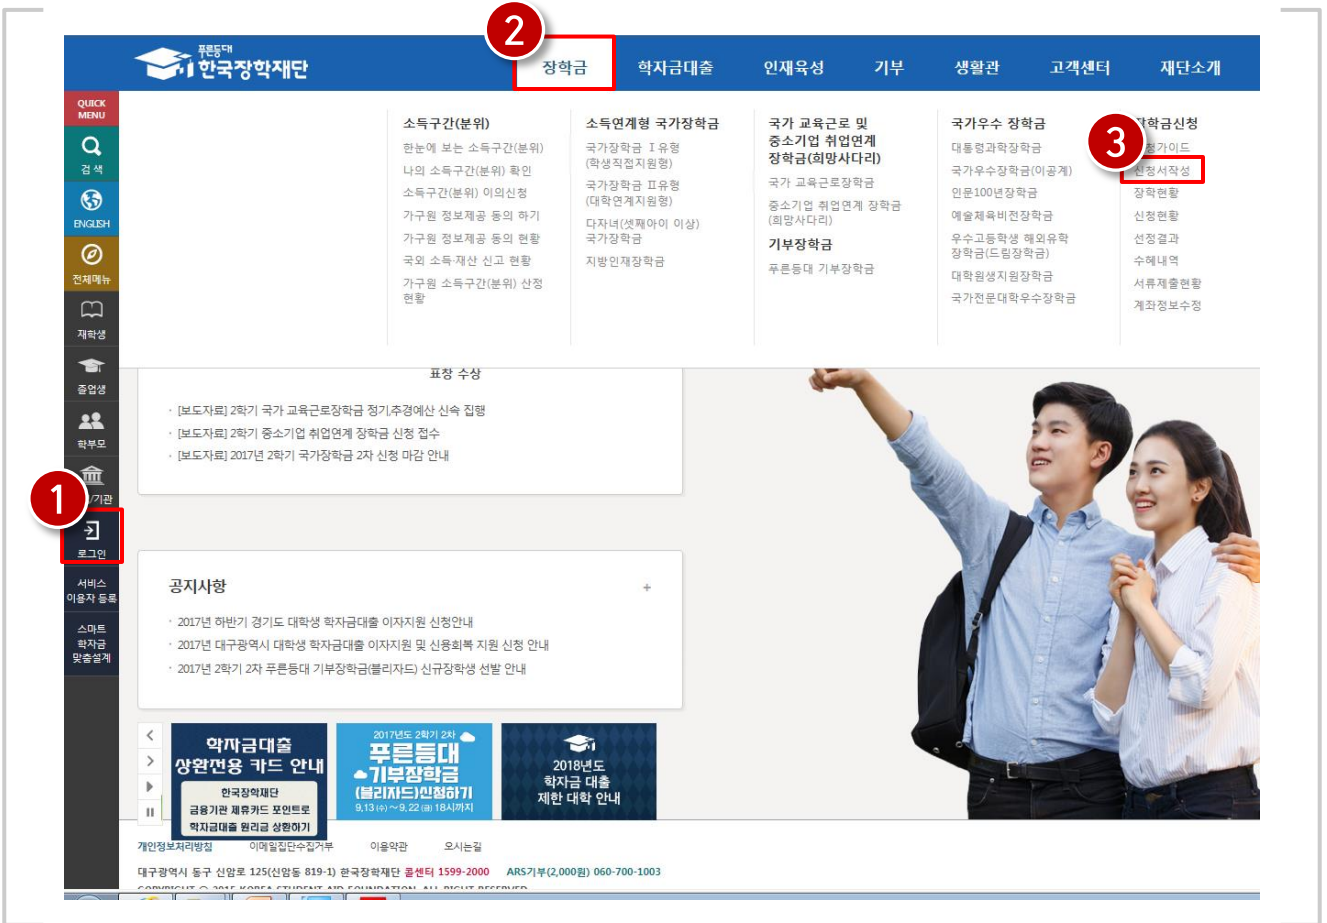 2
푸른등대
한국장학재단
장학금
학자금대출
인재육성
기부
생활관
고객센터
재단소개
QUICK
MENU
검색
ENGLISH
전체메뉴
재학생
졸업생
학부모
/기관
1
로그인
서비스
이용자 등록
스마트
학자금
맞춤설계
소득구간(분위)
한눈에 보는 소득구간(분위)
나의 소득구간(분위) 확인
소득구간(분위) 이의신청
가구원 정보제공 동의 하기
가구원 정보제공 동의 현황
국외 소득·재산 신고 현황
가구원 소득구간(분위) 산정
현황
소득연계형 국가장학금
국가장학금 Ⅰ유형
(학생직접지원형)
국가장학금 Ⅱ유형
(대학연계지원형)
다자녀(셋째아이 이상)
국가장학금
지방인재장학금
국가 교육근로 및
중소기업 취업연계
장학금(희망사다리)
국가 교육근로장학금
중소기업 취업연계 장학금
(희망사다리)
기부장학금
푸른등대 기부장학금
국가우수 장학금
대통령과학장학금
국가우수장학금(이공계)
인문100년장학금
예술체육비전장학금
우수고등학생 해외유학
장학금(드림장학금)
대학원생지원장학금
국가전문대학우수장학금
3
장학금신청
신청가이드
신청서작성
장학현황
신청현황
선정결과
수혜내역
서류제출현황
계좌정보수정
표창 수상
· [보도자료] 2학기 국가 교육근로장학금 정기,추경예산 신속 집행
· [보도자료] 2학기 중소기업 취업연계 장학금 신청 접수
· [보도자료] 2017년 2학기 국가장학금 2차 신청 마감 안내
공지사항 +
· 2017년 하반기 경기도 대학생 학자금대출 이자지원 신청안내
· 2017년 대구광역시 대학생 학자금대출 이자지원 및 신용회복 지원 신청 안내
· 2017년 2학기 2차 푸른등대 기부장학금(블리자드) 신규장학생 선발 안내
학자금대출
상환전용 카드 안내
한국장학재단
금융기관 제휴카드 포인트로
학자금대출 원리금 상환하기
2017년도 2학기 2차
푸른등대
기부장학금
(블리자드)신청하기
9.13 (수) ~ 9.22 (금) 18시까지
2018년도
학자금 대출
제한 대학 안내
개인정보처리방침 이메일집단수집거부 이용약관 오시는길
대구광역시 동구 신암로 125(신암동 819-1) 한국장학재단 콜센터 1599-2000 ARS기부(2,000원) 060-700-1003
COPYRIGHT © 2015 KOREA STUDENT AID FOUNDATION. ALL RIGHT RESERVED